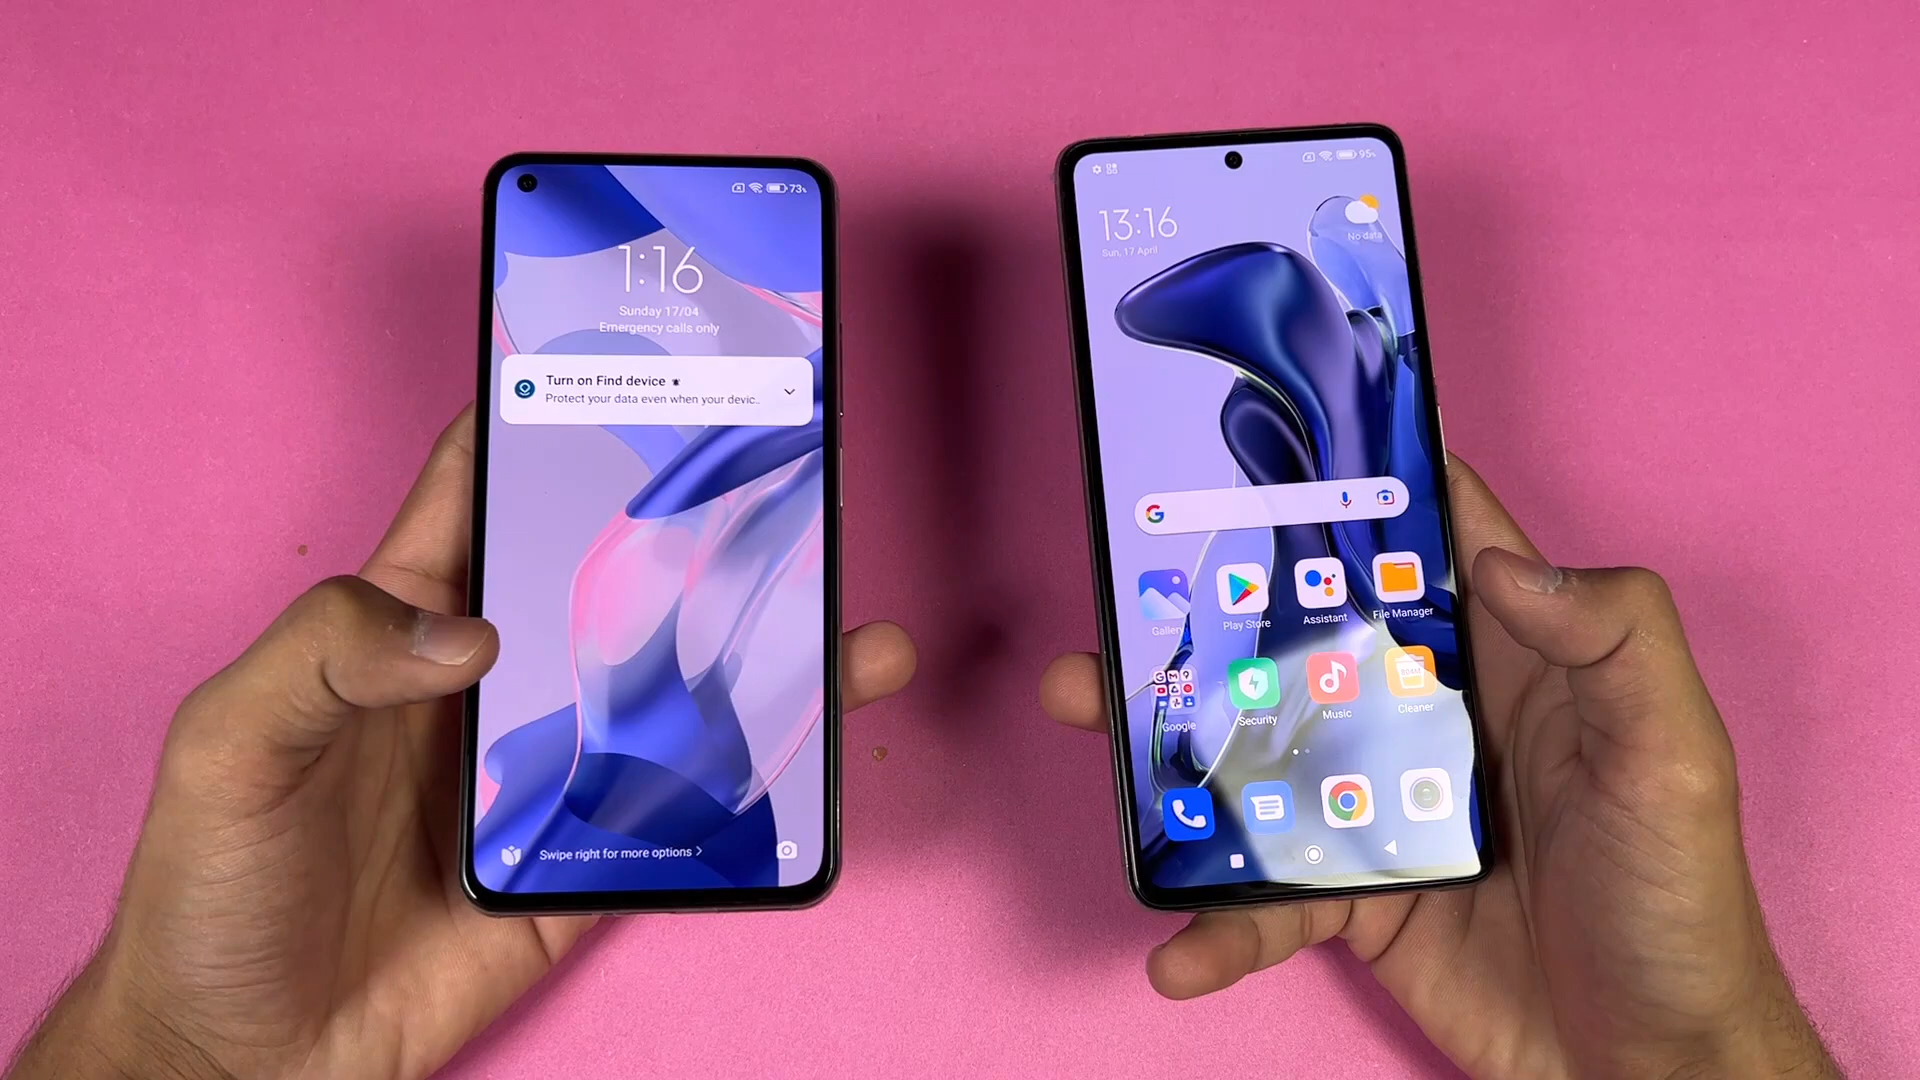 73%
1:16
Sunday 17/04
Emergency calls only
Turn on Find device
Protect your data even when your devic..
Swipe right for more options
95%
13:16
Sun, 17 April
No data
Gallery
Play Store
Assistant
File Manager
Google
Security
Music
Cleaner